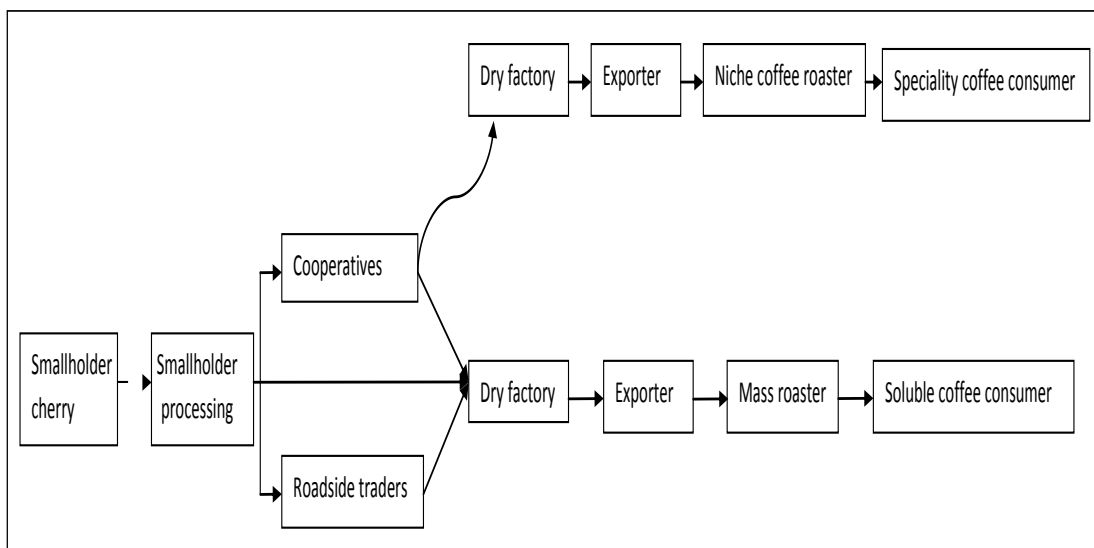 Dry factory
Exporter
Niche coffee roaster
Speciality coffee consumer
Cooperatives
Smallholder
cherry
Smallholder
processing
Dry factory
Exporter
Mass roaster
Soluble coffee consumer
Roadside traders